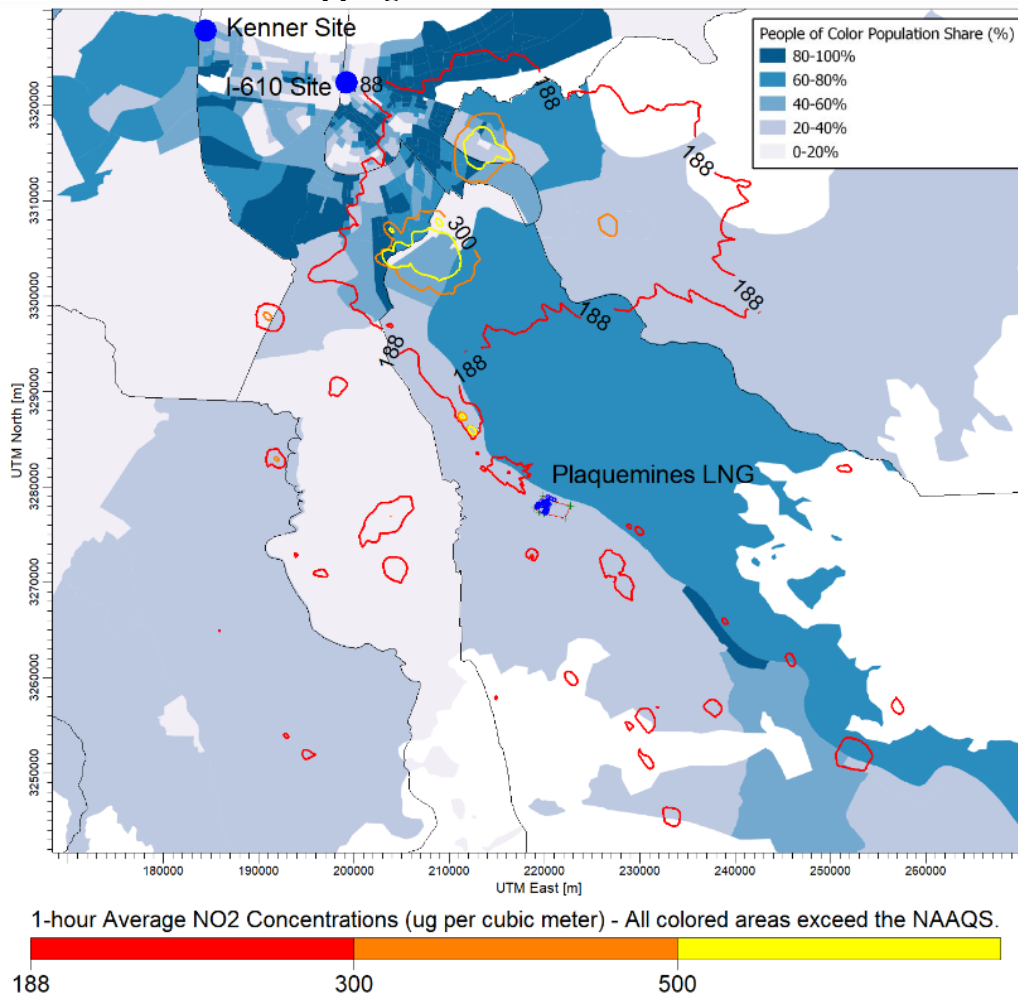 Kenner Site
I-610 Site
88
188
188
188
300
188
188
188
Plaquemines LNG
People of Color Population Share (%)
80-100%
60-80%
40-60%
20-40%
0-20%
UTM North [m]
3320000
3310000
3300000
3290000
3280000
3270000
3260000
3250000
180000 190000 200000 210000 220000 230000 240000 250000 260000
UTM East [m]
1-hour Average NO2 Concentrations (ug per cubic meter) - All colored areas exceed the NAAQS.
188 300 500